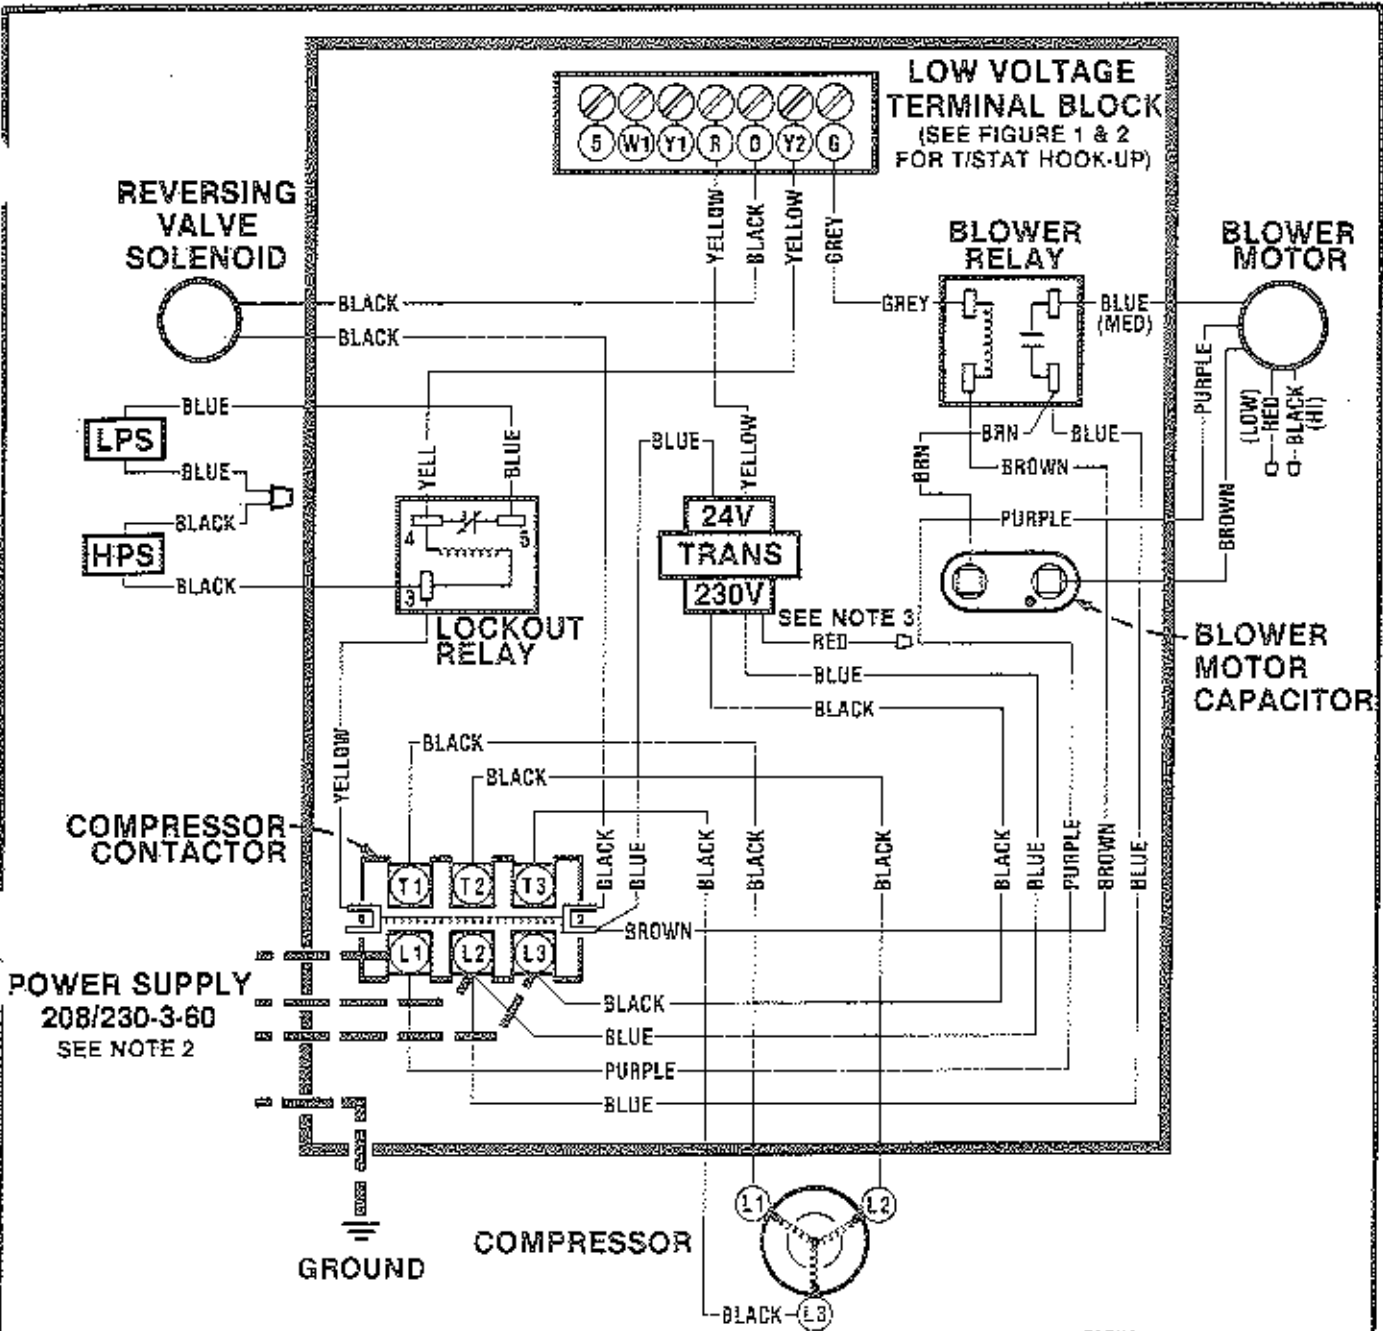 LOW VOLTAGE
TERMINAL BLOCK
(SEE FIGURE 1 & 2
FOR T/STAT HOOK-UP)
5 W1 Y1 R O Y2 G
REVERSING
VALVE
SOLENOID
YELLOW
BLACK
YELLOW
GREY
BLOWER
RELAY
BLOWER
MOTOR
BLACK
BLACK
GREY
BLUE
(MED)
PURPLE
(LOW)
RED
BLACK
(HI)
BLUE
LPS
BLUE
BLACK
HPS
BLACK
YELL
BLUE
4
5
3
LOCKOUT
RELAY
BLUE
YELLOW
24V
TRANS
230V
SEE NOTE 3
RED
BLUE
BLACK
BRN
BRN
BLUE
BROWN
PURPLE
BROWN
BLOWER
MOTOR
CAPACITOR
YELLOW
BLACK
BLACK
COMPRESSOR
CONTACTOR
T1 T2 T3
BLACK
BLUE
BLACK
BLACK
BLACK
BLACK
BLUE
PURPLE
BROWN
BLUE
L1 L2 L3
BROWN
POWER SUPPLY
208/230-3-60
SEE NOTE 2
BLACK
BLUE
PURPLE
BLUE
GROUND
COMPRESSOR
L1
L2
BLACK
L3